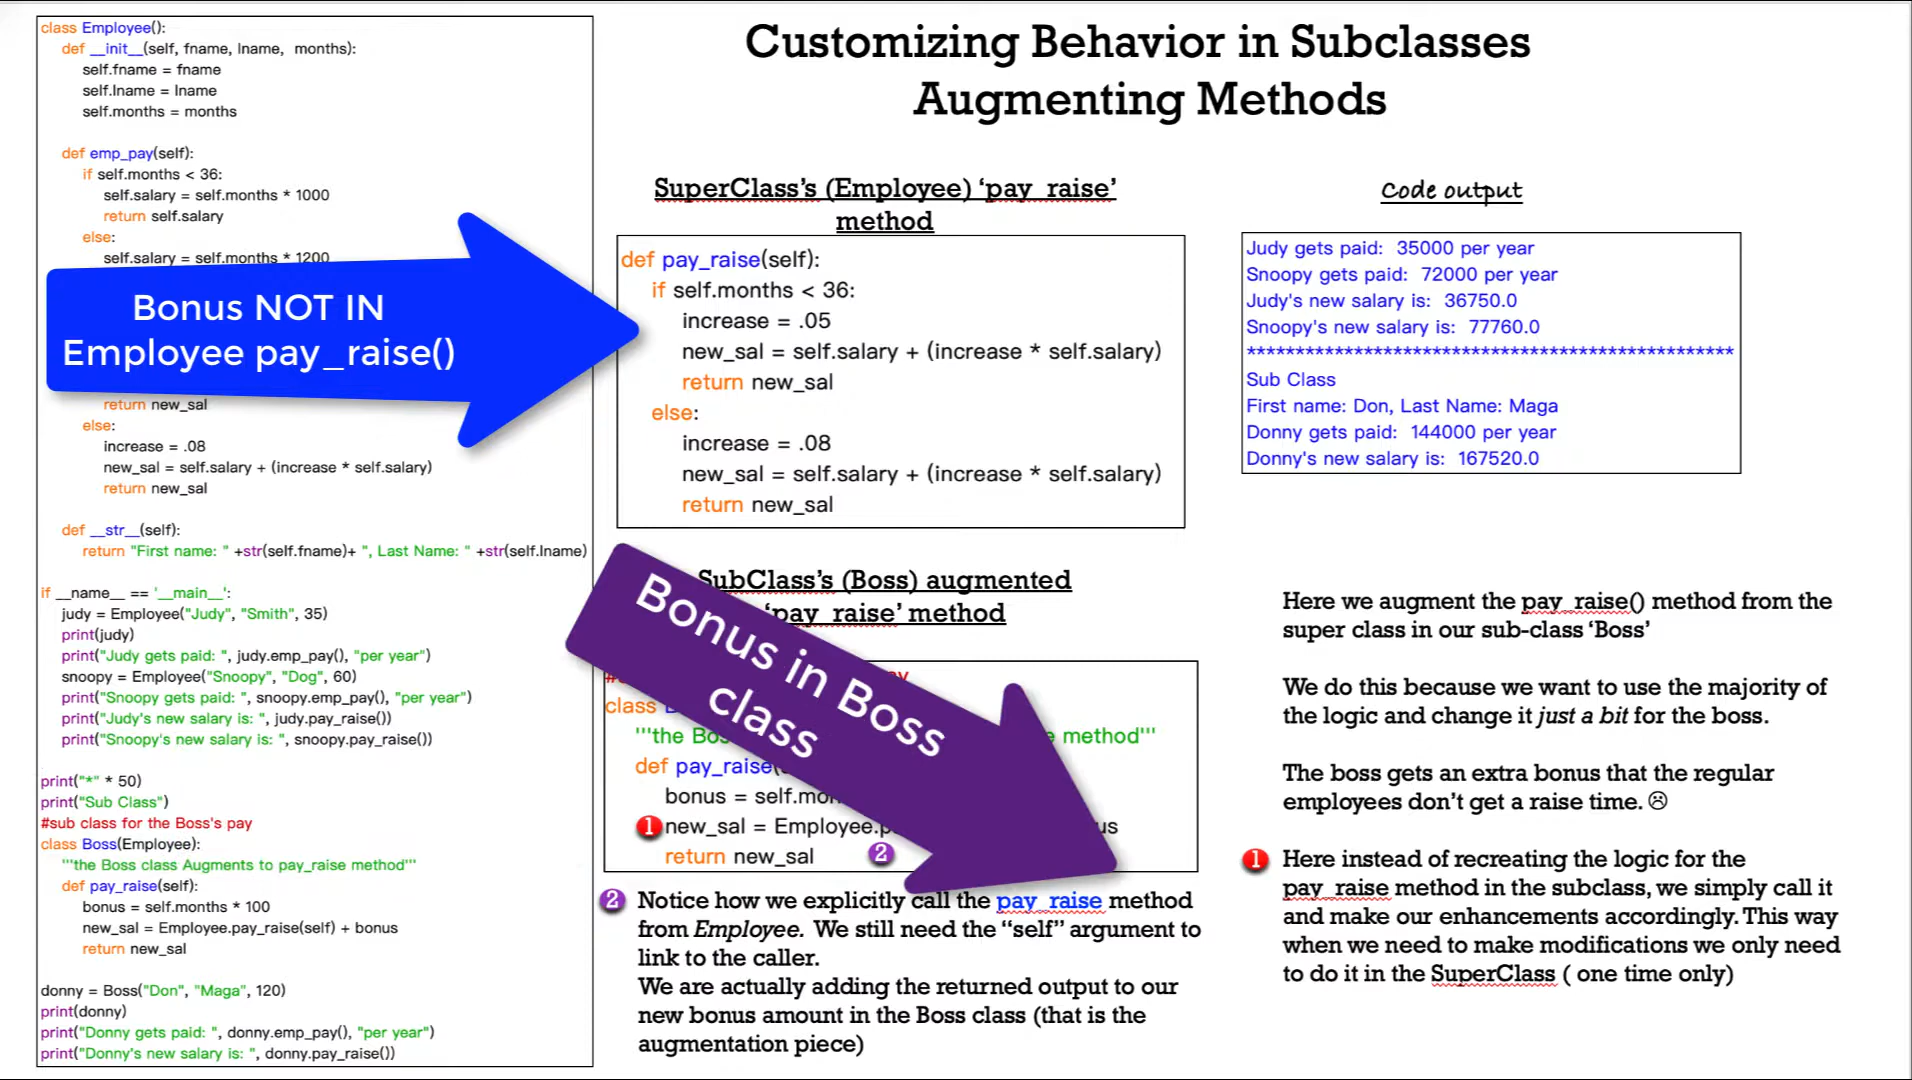 class Employee():
def __init__(self, fname, lname,  months):
self.fname = fname
self.lname = lname
self.months = months
def emp_pay(self):
if self.months < 36:
self.salary = self.months * 1000
return self.salary
else:
self.salary = self.months * 1200
Bonus NOT IN
Employee pay_raise()
return new_sal
else:
increase = .08
new_sal = self.salary + (increase * self.salary)
return new_sal
def __str__(self):
return "First name: " +str(self.fname)+ ", Last Name: " +str(self.lname)
if __name__ == '__main__':
judy = Employee("Judy", "Smith", 35)
print(judy)
print("Judy gets paid: ", judy.emp_pay(), "per year")
snoopy = Employee("Snoopy", "Dog", 60)
print("Snoopy gets paid: ", snoopy.emp_pay(), "per year")
print("Judy's new salary is: ", judy.pay_raise())
print("Snoopy's new salary is: ", snoopy.pay_raise())
print("*" * 50)
print("Sub Class")
#sub class for the Boss's pay
class Boss(Employee):
'''the Boss class Augments to pay_raise method'''
def pay_raise(self):
bonus = self.months * 100
new_sal = Employee.pay_raise(self) + bonus
return new_sal
donny = Boss("Don", "Maga", 120)
print(donny)
print("Donny gets paid: ", donny.emp_pay(), "per year")
print("Donny's new salary is: ", donny.pay_raise())
Customizing Behavior in Subclasses
Augmenting Methods
SuperClass's (Employee) ‘pay_raise’
method
def pay_raise(self):
if self.months < 36:
increase = .05
new_sal = self.salary + (increase * self.salary)
return new_sal
else:
increase = .08
new_sal = self.salary + (increase * self.salary)
return new_sal
SubClass's (Boss) augmented
‘pay_raise’ method
Bonus in Boss
class
class
'''the method'''
def pay_raise
bonus =
1 new_sal =
return new_sal 2
2 Notice how we explicitly call the pay_raise method
from Employee. We still need the “self” argument to
link to the caller.
We are actually adding the returned output to our
new bonus amount in the Boss class (that is the
augmentation piece)
Code output
Judy gets paid:  35000 per year
Snoopy gets paid:  72000 per year
Judy's new salary is:  36750.0
Snoopy's new salary is:  77760.0
**************************************************
Sub Class
First name: Don, Last Name: Maga
Donny gets paid:  144000 per year
Donny's new salary is:  167520.0
Here we augment the pay_raise() method from the
super class in our sub-class ‘Boss’
We do this because we want to use the majority of
the logic and change it just a bit for the boss.
The boss gets an extra bonus that the regular
employees don't get a raise time. ☹
1 Here instead of recreating the logic for the
pay_raise method in the subclass, we simply call it
and make our enhancements accordingly. This way
when we need to make modifications we only need
to do it in the SuperClass ( one time only)